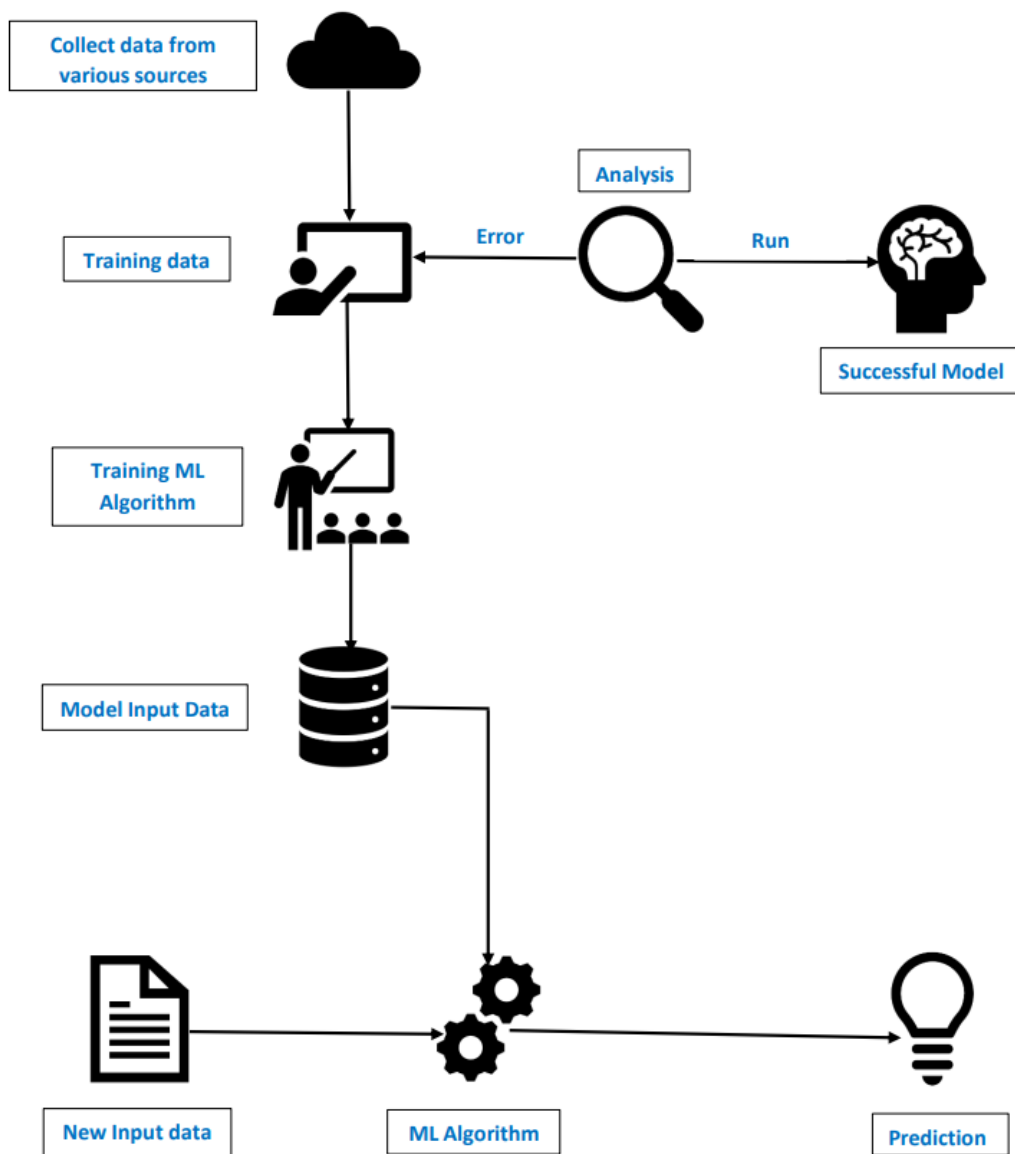 Collect data from
various sources
Analysis
Error
Run
Training data
Successful Model
Training ML
Algorithm
Model Input Data
New Input data
ML Algorithm
Prediction